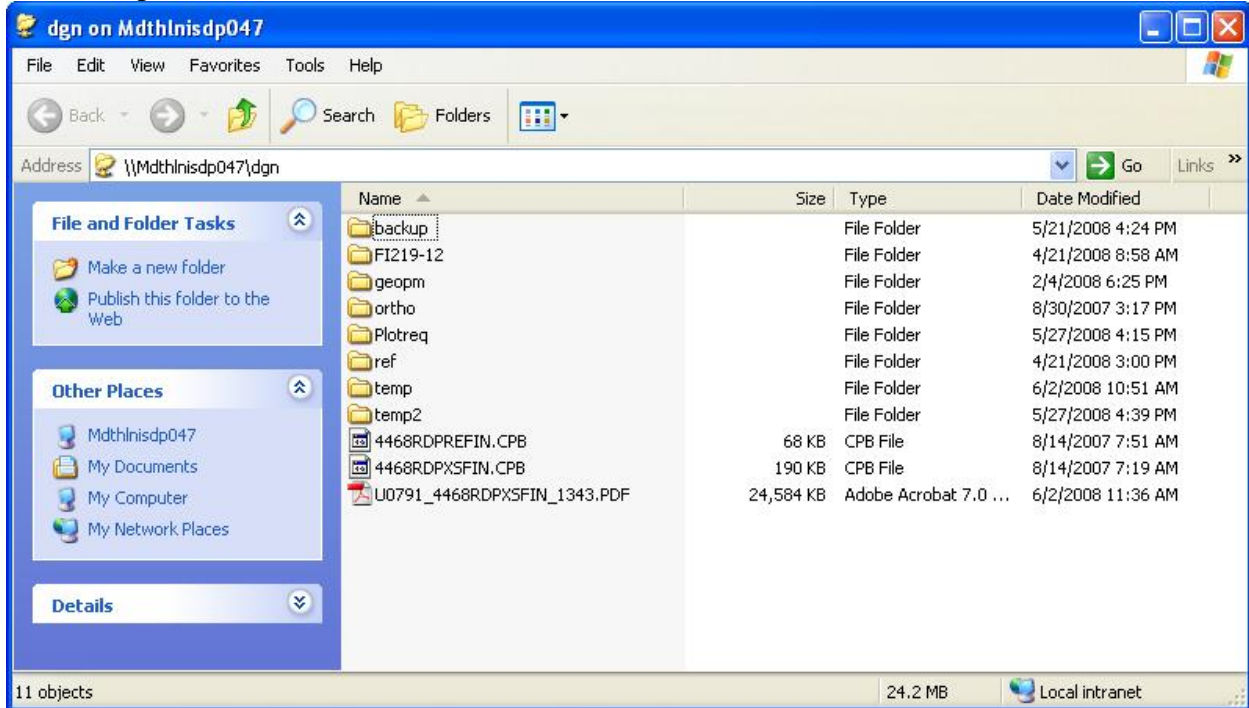 dgn on Mdthlnisdp047
File Edit View Favorites Tools Help
Back Search Folders
Address \\Mdthlnisdp047\dgn Go Links »
File and Folder Tasks
Make a new folder
Publish this folder to the
Web
Other Places
Mdthlnisdp047
My Documents
My Computer
My Network Places
Details
Name Size Type Date Modified
backup File Folder 5/21/2008 4:24 PM
FI219-12 File Folder 4/21/2008 8:58 AM
geopm File Folder 2/4/2008 6:25 PM
ortho File Folder 8/30/2007 3:17 PM
Plotreq File Folder 5/27/2008 4:15 PM
ref File Folder 4/21/2008 3:00 PM
temp File Folder 6/2/2008 10:51 AM
temp2 File Folder 5/27/2008 4:39 PM
4468RDPREFIN.CPB 68 KB CPB File 8/14/2007 7:51 AM
4468RDPXSFIN.CPB 190 KB CPB File 8/14/2007 7:19 AM
U0791_4468RDPXSFIN_1343.PDF 24,584 KB Adobe Acrobat 7.0 ... 6/2/2008 11:36 AM
11 objects 24.2 MB Local intranet